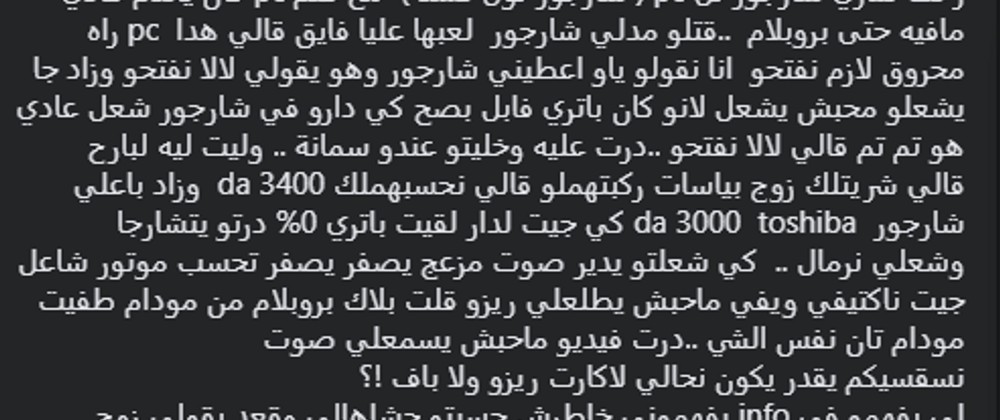 مافيه حتى بروبلام ..قتلو مدلي شارجور لعبها عليا فايق قالي هدا pc راه
محروق لازم نفتحو انا نقولو ياو اعطيني شارجور وهو يقولي لالا نفتحو وزاد جا
يشعلو محبش يشعل لانو كان باتري فابل بصح كي دارو في شارجور شعل عادي
هو تم تم قالي لالا نفتحو ..درت عليه وخليتو عندو سمانة .. وليت ليه لبارح
قالي شريتلك زوج بياسات ركبتهملو قالي نحسبهملك 3400 da وزاد باعلي
شارجور toshiba 3000 da كي جيت لدار لقيت باتري 0% درتو يتشارجا
وشعلي نرمال .. كي شعلتو يدير صوت مزعج يصفر يصفر تحسب موتور شاعل
جيت ناكتيفي ويفي ماحبش يطلعلي ريزو قلت بلاك بروبلام من مودام طفيت
مودام تان نفس الشي ..درت فيديو ماحبش يسمعلي صوت
نسقسيكم يقدر يكون نحالي لاكارت ريزو ولا باف !؟